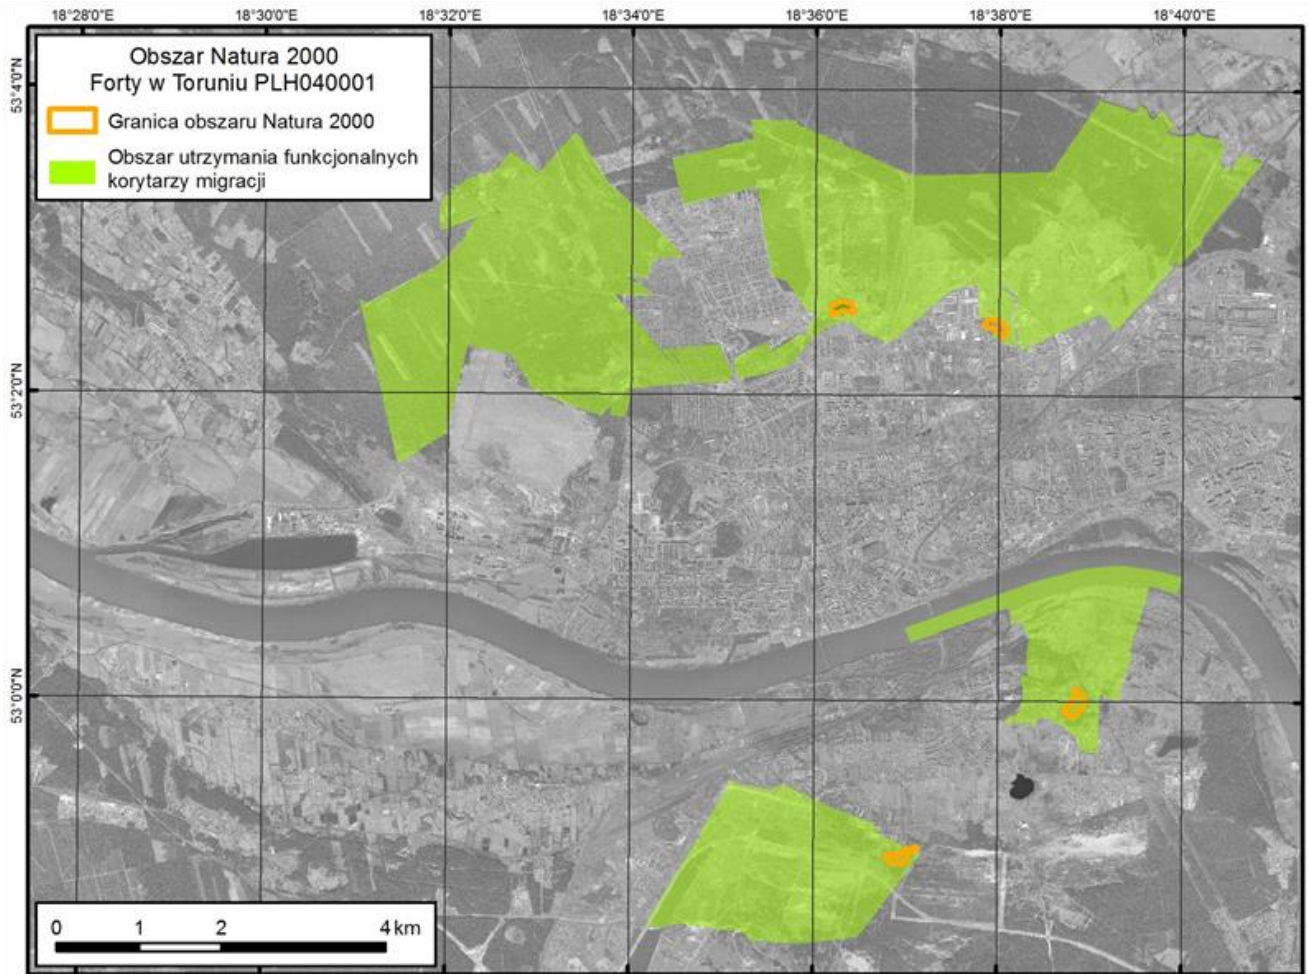 18°28'0"E 18°30'0"E 18°32'0"E 18°34'0"E 18°36'0"E 18°38'0"E 18°40'0"E
Obszar Natura 2000
Forty w Toruniu PLH040001
Granica obszaru Natura 2000
Obszar utrzymania funkcjonalnych
korytarzy migracji
53°4'0"N
53°2'0"N
53°0'0"N
0 1 2 4 km